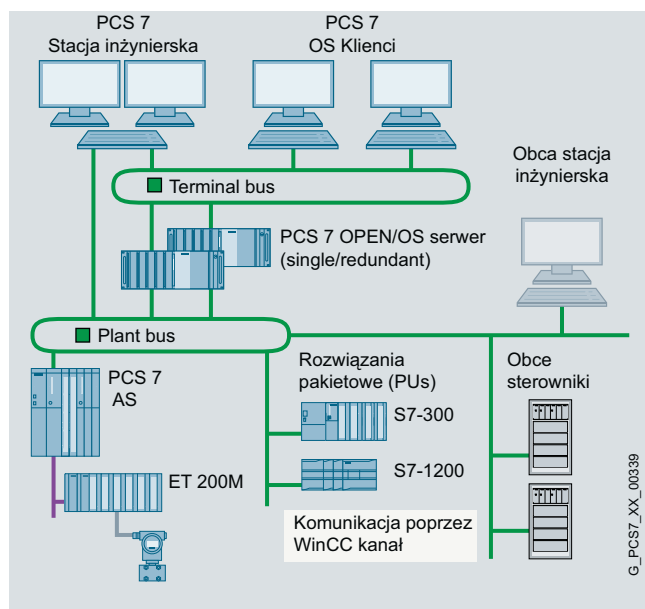 PCS 7
Stacja inżynierska
PCS 7
OS Klienci
Obca stacja
inżynierska
Terminal bus
PCS 7 OPEN/OS serwer
(single/redundant)
Plant bus
PCS 7
AS
Rozwiązania
pakietowe (PUs)
Obce
sterowniki
S7-300
S7-1200
ET 200M
Komunikacja poprzez
WinCC kanał
G_PCS7_XX_00339